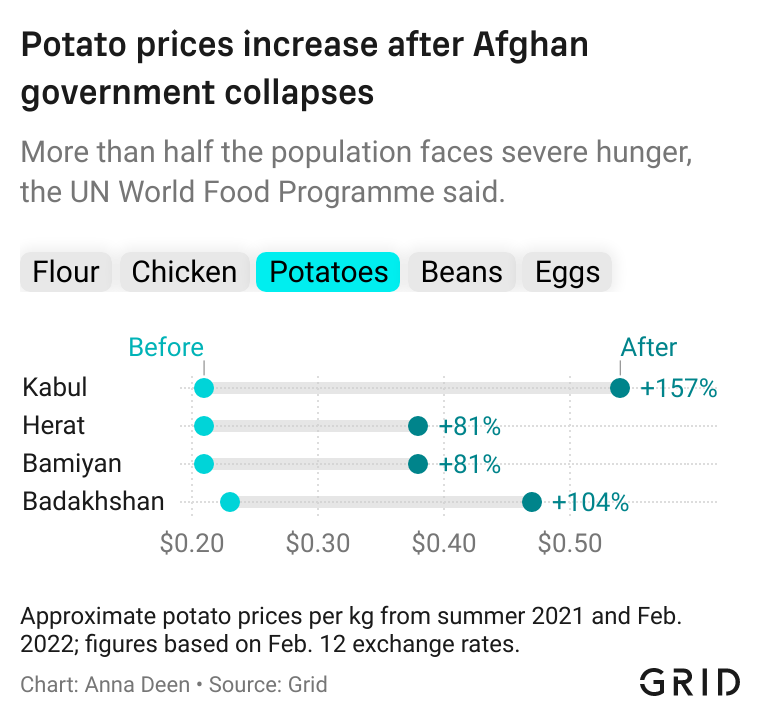 Potato prices increase after Afghan
government collapses
More than half the population faces severe hunger,
the UN World Food Programme said.
Flour Chicken Potatoes Beans Eggs
Before After
Kabul +157%
Herat +81%
Bamiyan +81%
Badakhshan +104%
$0.20 $0.30 $0.40 $0.50
Approximate potato prices per kg from summer 2021 and Feb.
2022; figures based on Feb. 12 exchange rates.
Chart: Anna Deen • Source: Grid
GRID